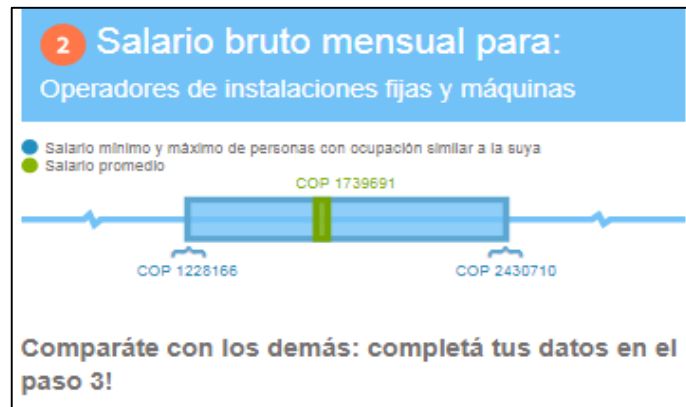 2 Salario bruto mensual para:
Operadores de instalaciones fijas y máquinas
Salario mínimo y máximo de personas con ocupación similar a la suya
Salario promedio
COP 1739691
COP 1228166
COP 2430710
Comparáte con los demás: completá tus datos en el
paso 3!